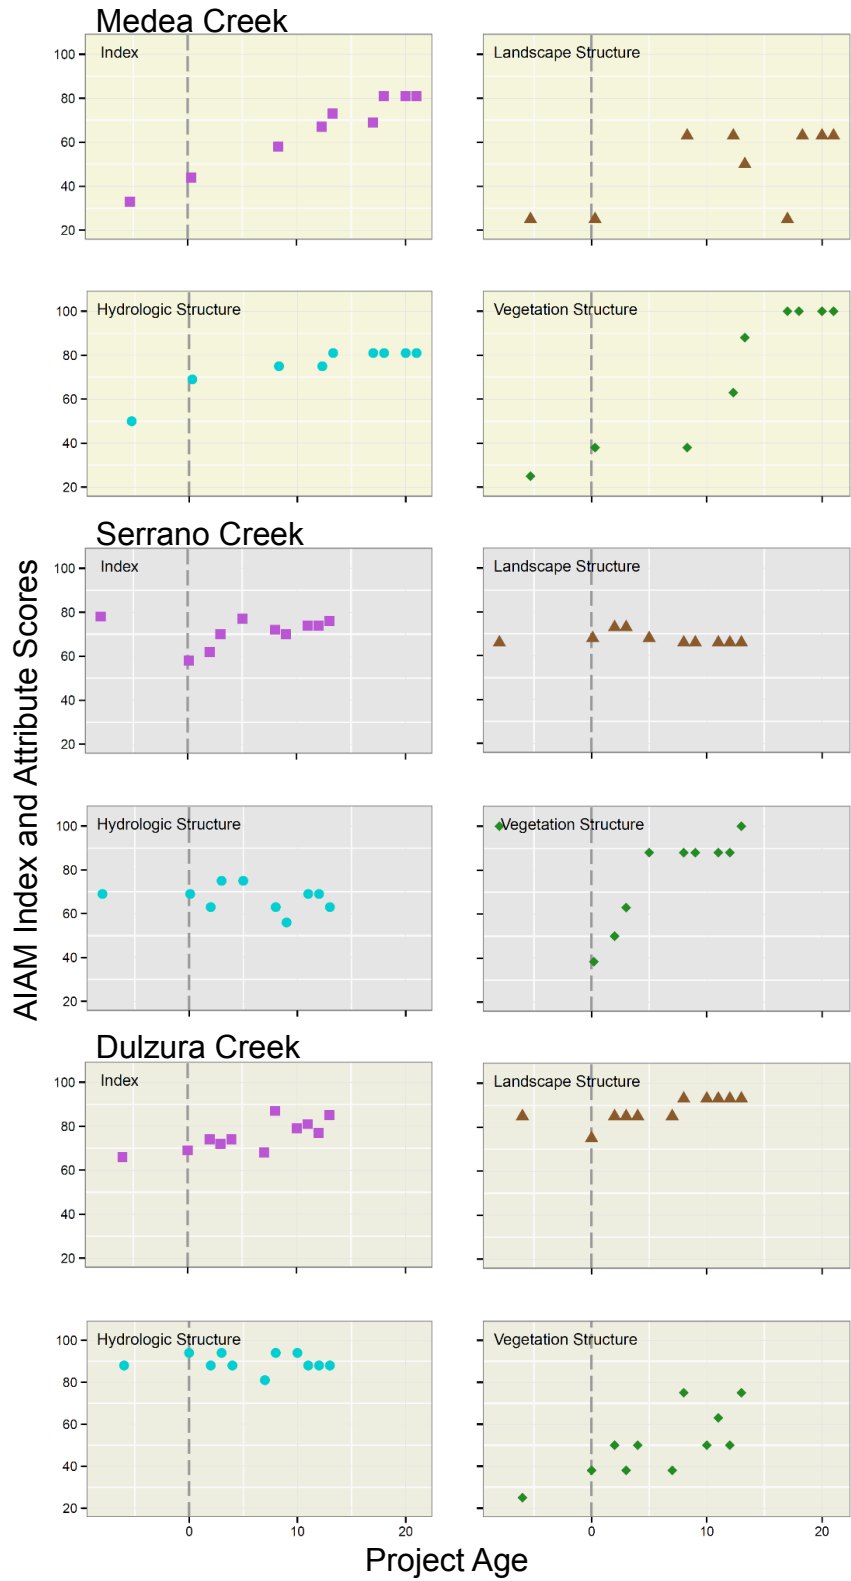 Medea Creek
Index
Landscape Structure
100
80
60
40
20
Hydrologic Structure
Vegetation Structure
100
80
60
40
20
Serrano Creek
Index
Landscape Structure
100
80
60
40
20
AIAM Index and Attribute Scores
Hydrologic Structure
Vegetation Structure
100
80
60
40
20
Dulzura Creek
Index
Landscape Structure
100
80
60
40
20
Hydrologic Structure
Vegetation Structure
100
80
60
40
20
0 10 20
0 10 20
Project Age